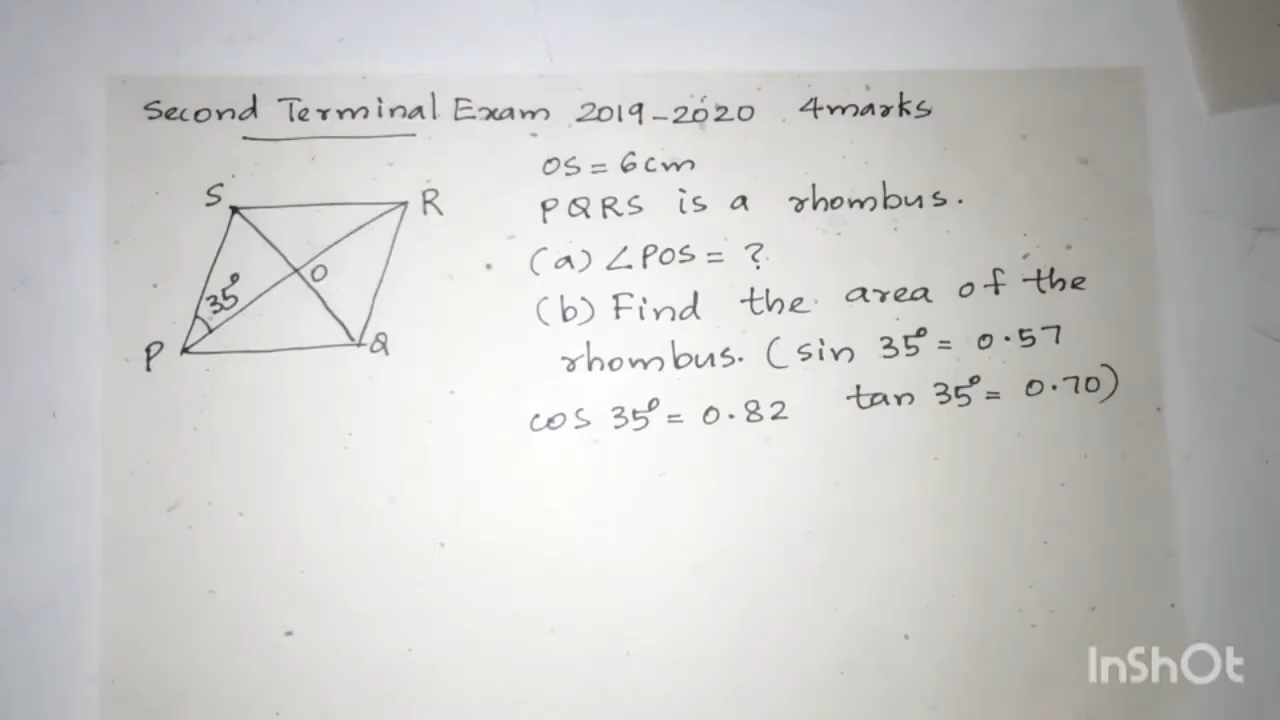 Second Terminal Exam 2019-2020 4marks
OS = 6cm
PQRS is a rhombus.
(a) ∠POS = ?
(b) Find the area of the
rhombus. (sin 35° = 0.57
cos 35° = 0.82 tan 35° = 0.70)
S
R
O
35°
P
Q
InShOt